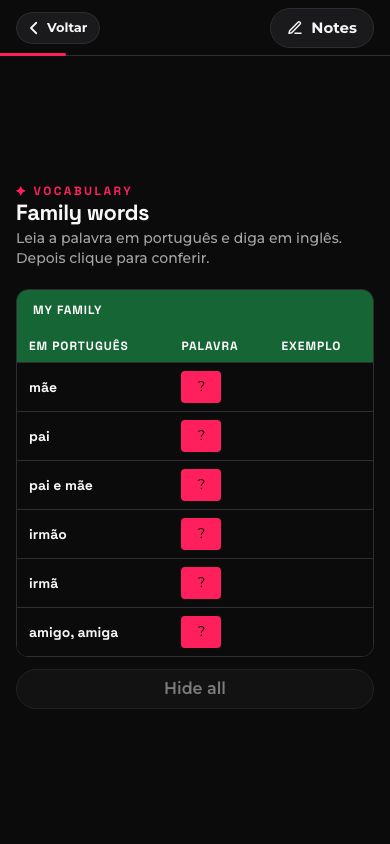 Voltar
Notes
VOCABULARY
Family words
Leia a palavra em português e diga em inglês.
Depois clique para conferir.
MY FAMILY
EM PORTUGUÊS PALAVRA EXEMPLO
mãe ?
pai ?
pai e mãe ?
irmão ?
irmã ?
amigo, amiga ?
Hide all